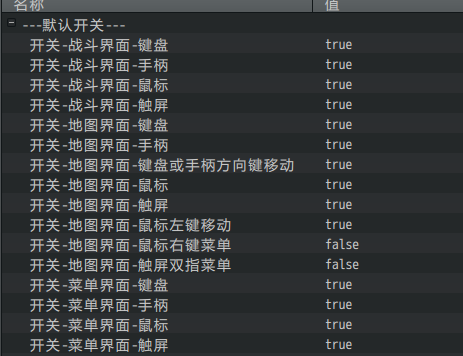 名称 值
---默认开关---
开关-战斗界面-键盘 true
开关-战斗界面-手柄 true
开关-战斗界面-鼠标 true
开关-战斗界面-触屏 true
开关-地图界面-键盘 true
开关-地图界面-手柄 true
开关-地图界面-键盘或手柄方向键移动 true
开关-地图界面-鼠标 true
开关-地图界面-触屏 true
开关-地图界面-鼠标左键移动 true
开关-地图界面-鼠标右键菜单 false
开关-地图界面-触屏双指菜单 false
开关-菜单界面-键盘 true
开关-菜单界面-手柄 true
开关-菜单界面-鼠标 true
开关-菜单界面-触屏 true